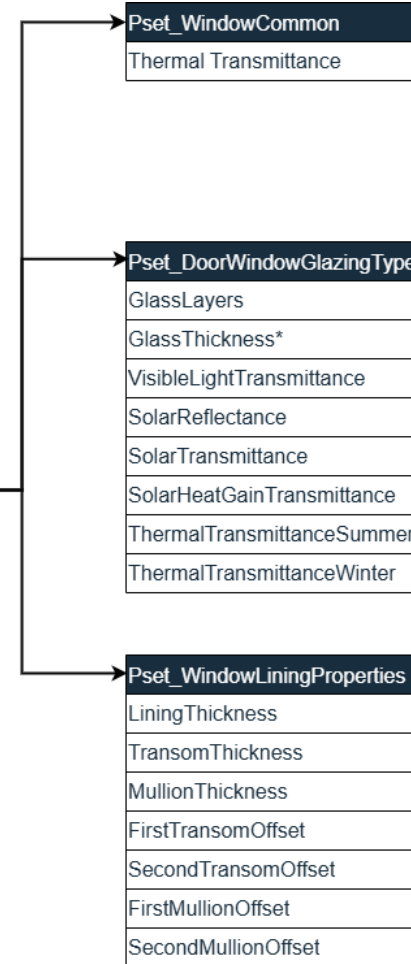 Pset_WindowCommon
Thermal Transmittance
Pset_DoorWindowGlazingType
GlassLayers
GlassThickness*
VisibleLightTransmittance
SolarReflectance
SolarTransmittance
SolarHeatGainTransmittance
ThermalTransmittanceSummer
ThermalTransmittanceWinter
Pset_WindowLiningProperties
LiningThickness
TransomThickness
MullionThickness
FirstTransomOffset
SecondTransomOffset
FirstMullionOffset
SecondMullionOffset